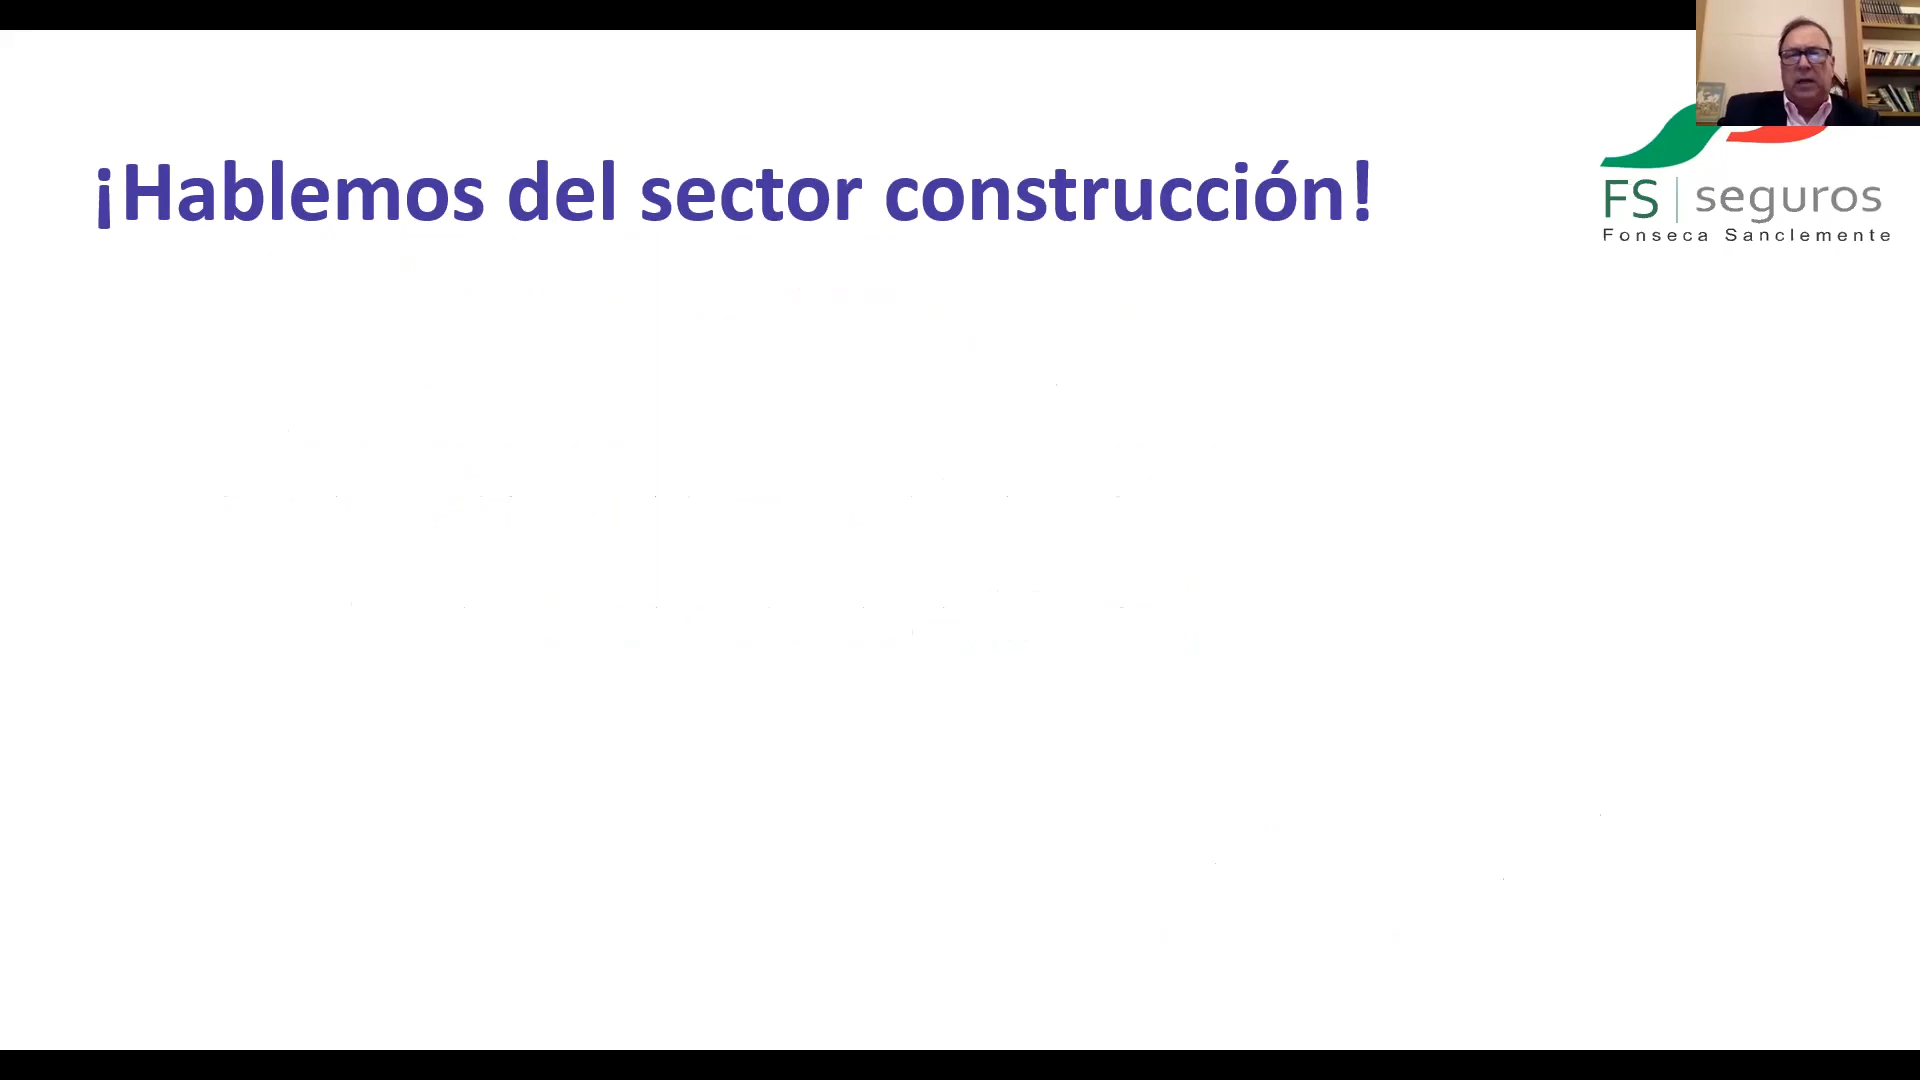 ¡Hablemos del sector construcción!
FS | seguros
Fonseca Sanclemente